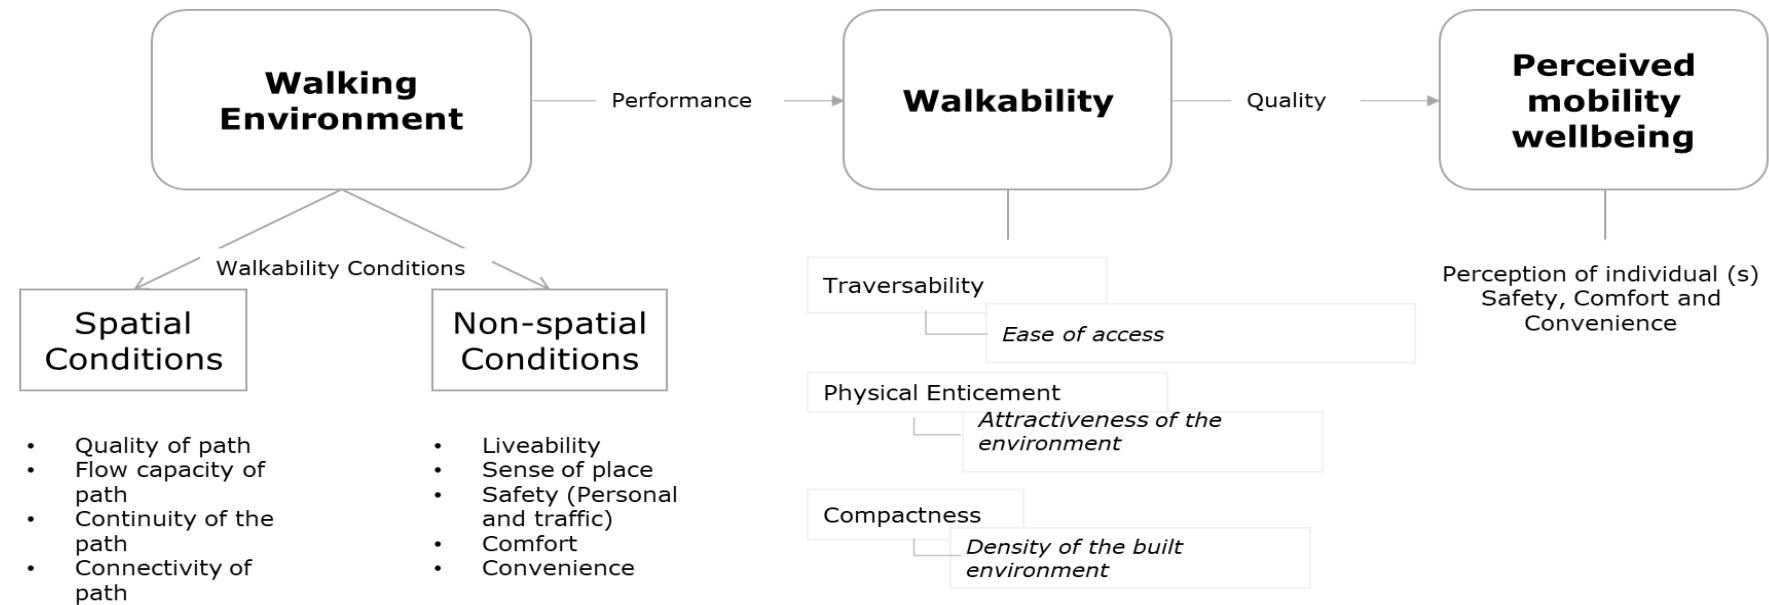 Walking
Environment
Performance
Walkability
Quality
Perceived
mobility
wellbeing
Walkability Conditions
Spatial
Conditions
• Quality of path
• Flow capacity of
path
• Continuity of the
path
• Connectivity of
path
Non-spatial
Conditions
• Liveability
• Sense of place
• Safety (Personal
and traffic)
• Comfort
• Convenience
Traversability
Ease of access
Physical Enticement
Attractiveness of the
environment
Compactness
Density of the built
environment
Perception of individual (s)
Safety, Comfort and
Convenience